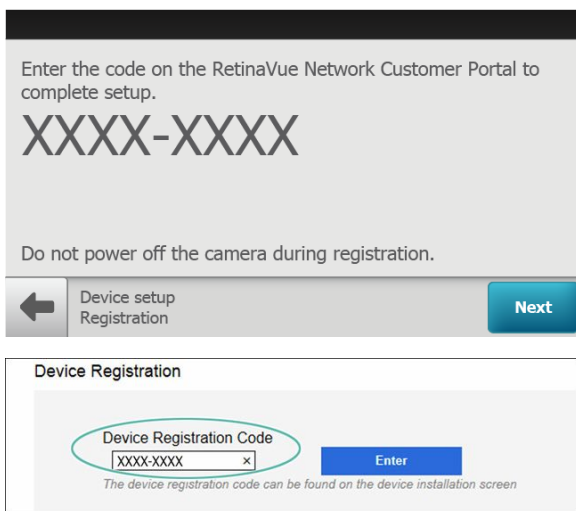 Enter the code on the RetinaVue Network Customer Portal to
complete setup.
XXXX-XXXX
Do not power off the camera during registration.
Device setup
Registration
Next
Device Registration
Device Registration Code
XXXX-XXXX ×
Enter
The device registration code can be found on the device installation screen